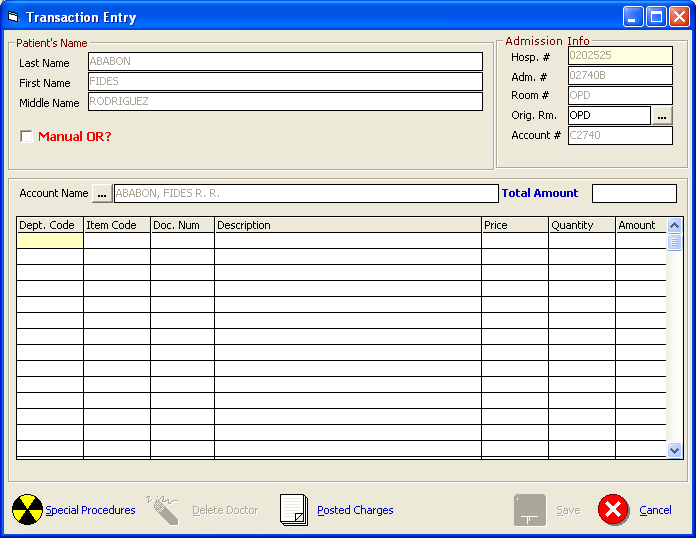 Transaction Entry
Patient's Name
Last Name ABABON
First Name FIDES
Middle Name RODRIGUEZ
Manual OR?
Admission Info
Hosp. # 0202525
Adm. # 02740B
Room # OPD
Orig. Rm. OPD ...
Account # C2740
Account Name ... ABABON, FIDES R. R. Total Amount
Dept. Code Item Code Doc. Num Description Price Quantity Amount
Special Procedures Delete Doctor Posted Charges Save Cancel